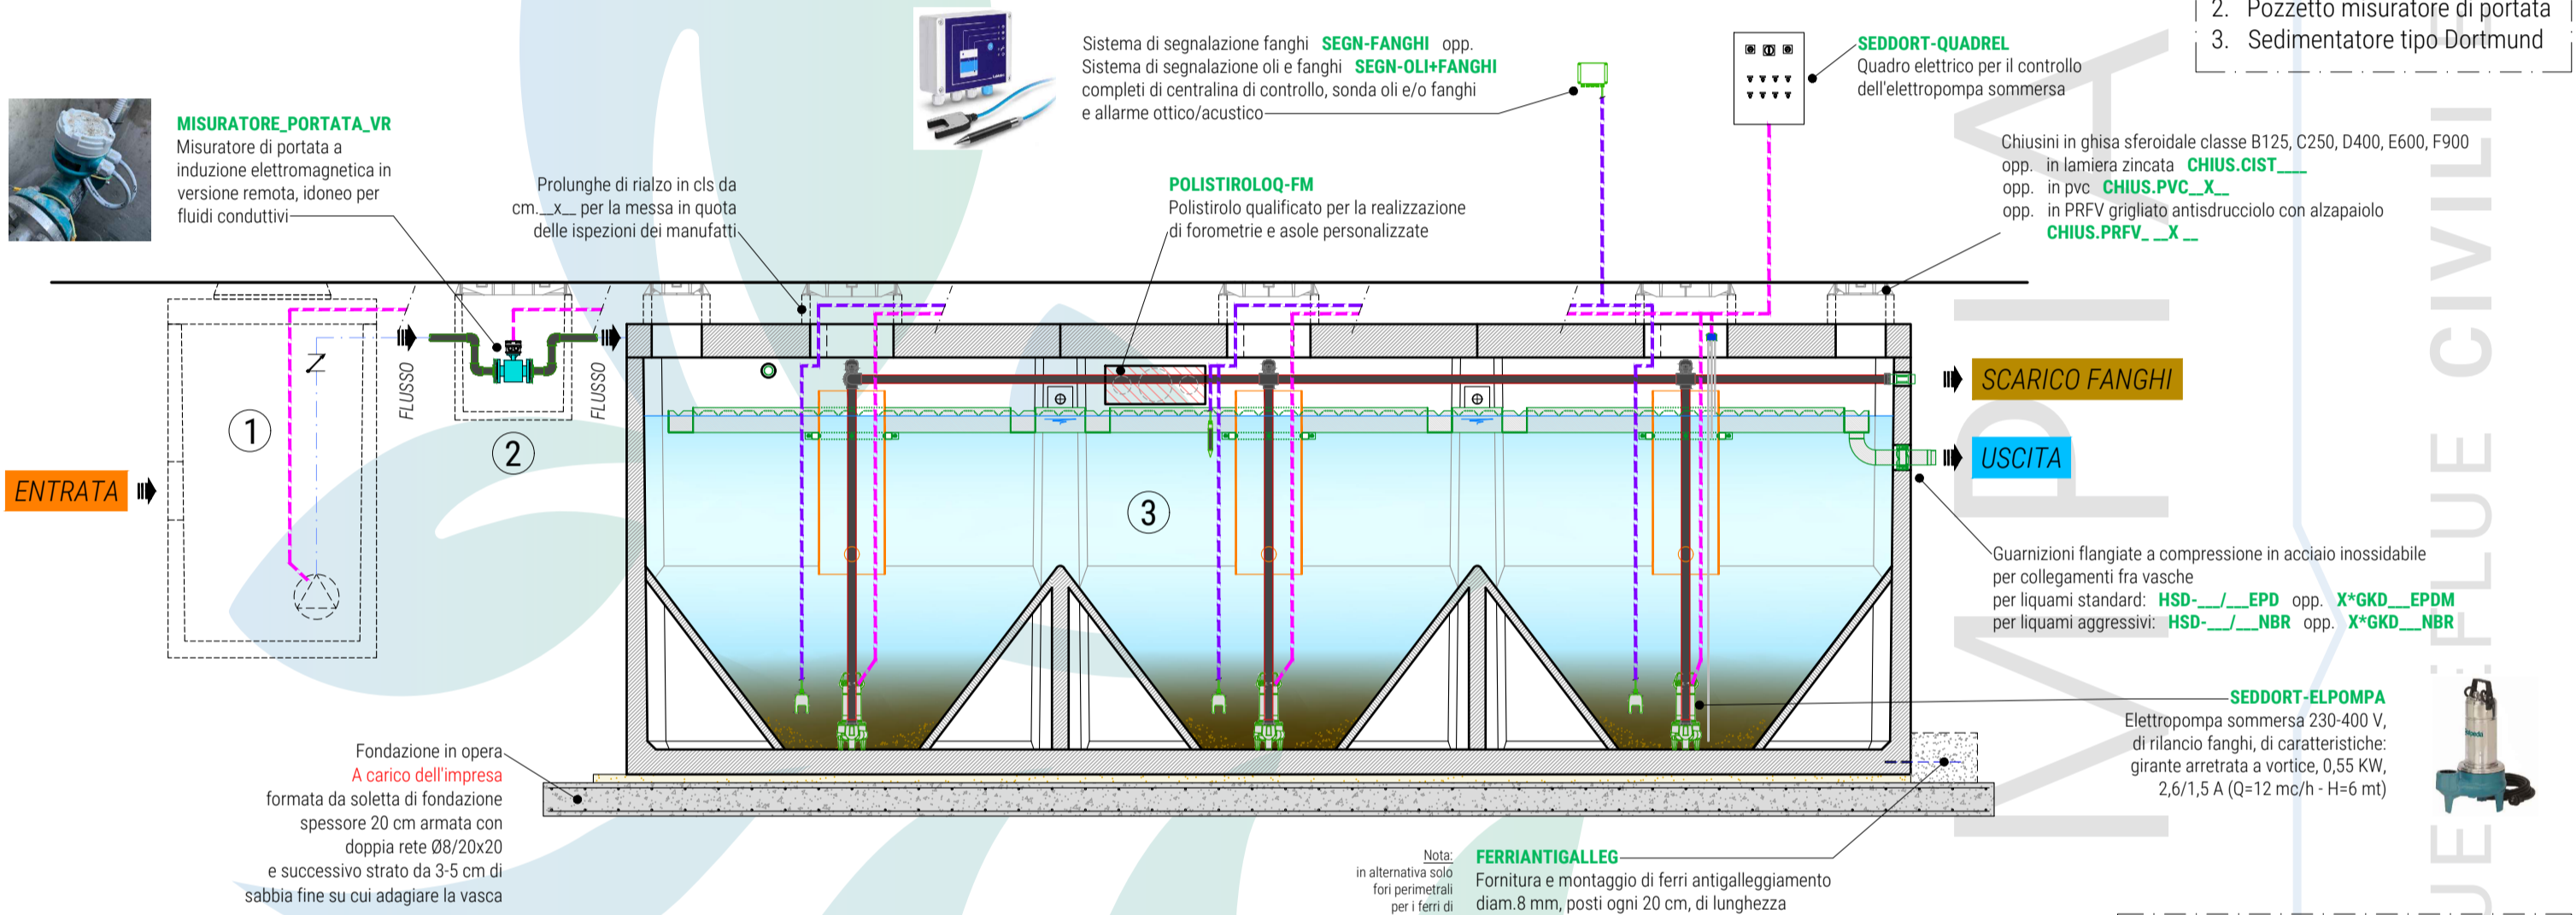 2. Pozzetto misuratore di portata
3. Sedimentatore tipo Dortmund
Sistema di segnalazione fanghi SEGN-FANGHI opp.
Sistema di segnalazione oli e fanghi SEGN-OLI+FANGHI
completi di centralina di controllo, sonda oli e/o fanghi
e allarme ottico/acustico
SEDDORT-QUADREL
Quadro elettrico per il controllo
dell'elettropompa sommersa
MISURATORE_PORTATA_VR
Misuratore di portata a
induzione elettromagnetica in
versione remota, idoneo per
fluidi conduttivi
Prolunghe di rialzo in cls da
cm.__x__ per la messa in quota
delle ispezioni dei manufatti
POLISTIROLOQ-FM
Polistirolo qualificato per la realizzazione
di forometrie e asole personalizzate
Chiusini in ghisa sferoidale classe B125, C250, D400, E600, F900
opp. in lamiera zincata CHIUS.CIST____
opp. in pvc CHIUS.PVC__X__
opp. in PRFV grigliato antisdrucciolo con alzapaiolo
CHIUS.PRFV_ __X __
FLUSSO
FLUSSO
1
2
3
ENTRATA
SCARICO FANGHI
USCITA
Guarnizioni flangiate a compressione in acciaio inossidabile
per collegamenti fra vasche
per liquami standard: HSD-___/___EPD opp. X*GKD___EPDM
per liquami aggressivi: HSD-___/___NBR opp. X*GKD___NBR
SEDDORT-ELPOMPA
Elettropompa sommersa 230-400 V,
di rilancio fanghi, di caratteristiche:
girante arretrata a vortice, 0,55 KW,
2,6/1,5 A (Q=12 mc/h - H=6 mt)
Fondazione in opera
A carico dell'impresa
formata da soletta di fondazione
spessore 20 cm armata con
doppia rete Ø8/20x20
e successivo strato da 3-5 cm di
sabbia fine su cui adagiare la vasca
Nota:
in alternativa solo
fori perimetrali
per i ferri di
FERRIANTIGALLEG
Fornitura e montaggio di ferri antigalleggiamento
diam.8 mm, posti ogni 20 cm, di lunghezza
IMPIA
UE
FLUE CIVILI E